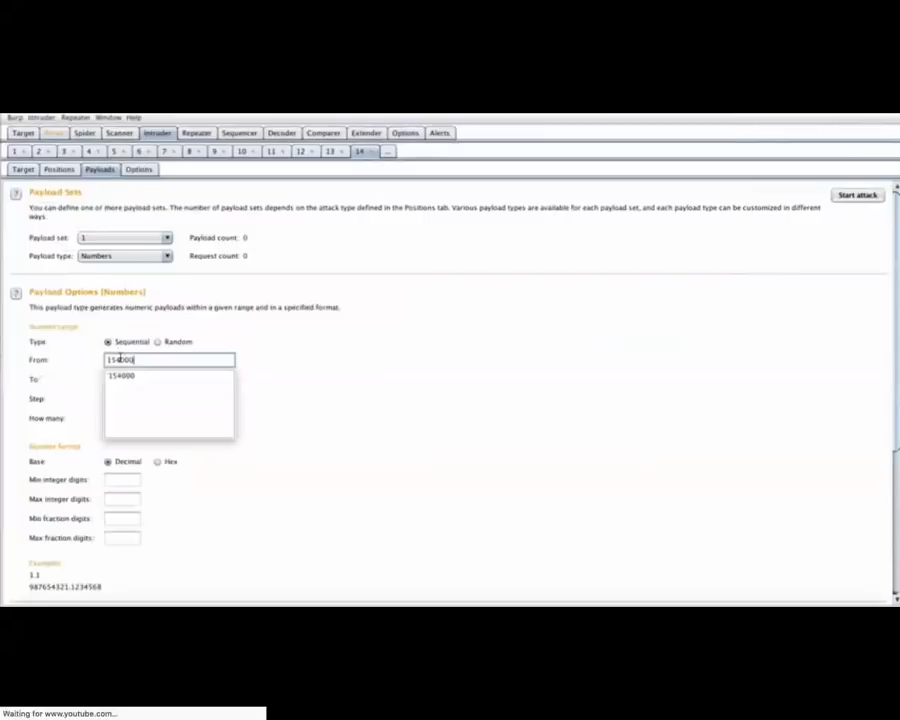 Burp Intruder Repeater Window Help
Target Spider Scanner Intruder Repeater Sequencer Decoder Comparer Extender Options Alerts
1 2 3 4 5 6 7 8 9 10 11 12 13 14 ...
Target Positions Payloads Options
? Payload Sets
Start attack
You can define one or more payload sets. The number of payload sets depends on the attack type defined in the Positions tab. Various payload types are available for each payload set, and each payload type can be customized in different
ways.
Payload set: 1 Payload count: 0
Payload type: Numbers Request count: 0
? Payload Options [Numbers]
This payload type generates numeric payloads within a given range and in a specified format.
Number range
Type: Sequential Random
From: 154000
154000
To:
Step:
How many:
Number format
Base: Decimal Hex
Min integer digits:
Max integer digits:
Min fraction digits:
Max fraction digits:
Examples
1.1
987654321.1234568
Waiting for www.youtube.com...